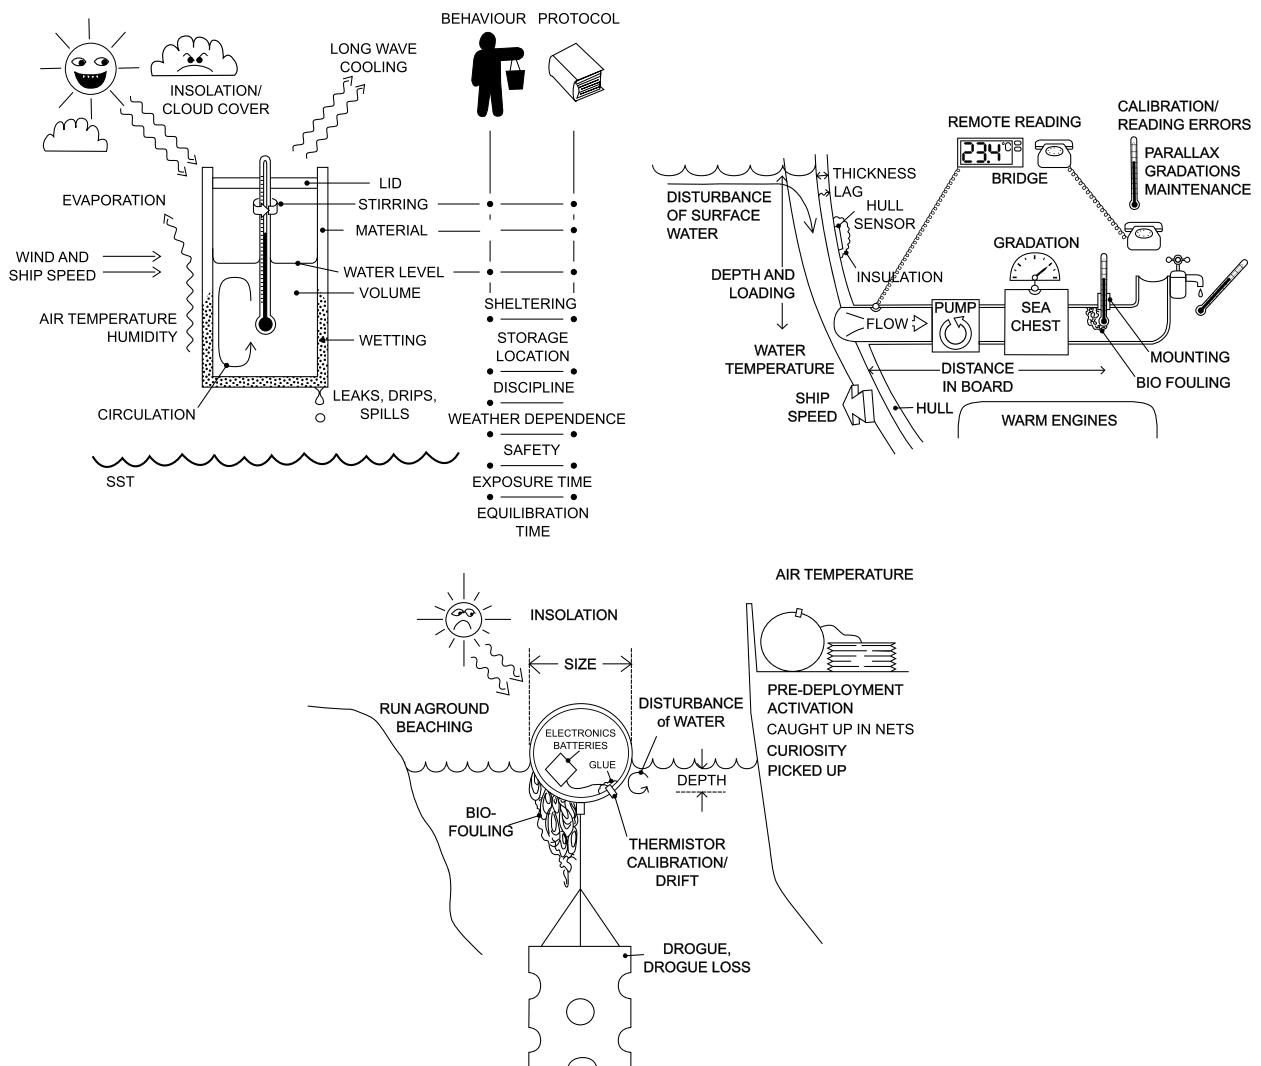 BEHAVIOUR
PROTOCOL
LONG WAVE
COOLING
INSOLATION/
CLOUD COVER
LID
EVAPORATION
STIRRING
MATERIAL
WIND AND
SHIP SPEED
WATER LEVEL
VOLUME
AIR TEMPERATURE
HUMIDITY
WETTING
CIRCULATION
LEAKS, DRIPS,
SPILLS
SST
SHELTERING
STORAGE
LOCATION
DISCIPLINE
WEATHER DEPENDENCE
SAFETY
EXPOSURE TIME
EQUILIBRATION
TIME
CALIBRATION/
READING ERRORS
REMOTE READING
23.4°C
BRIDGE
PARALLAX
GRADATIONS
MAINTENANCE
THICKNESS
LAG
DISTURBANCE
OF SURFACE
WATER
HULL
SENSOR
GRADATION
INSULATION
DEPTH AND
LOADING
PUMP
SEA
CHEST
FLOW
WATER
TEMPERATURE
MOUNTING
DISTANCE
IN BOARD
BIO FOULING
SHIP
SPEED
HULL
WARM ENGINES
AIR TEMPERATURE
INSOLATION
SIZE
RUN AGROUND
BEACHING
DISTURBANCE
of WATER
ELECTRONICS
BATTERIES
GLUE
DEPTH
BIO-
FOULING
THERMISTOR
CALIBRATION/
DRIFT
DROGUE,
DROGUE LOSS
PRE-DEPLOYMENT
ACTIVATION
CAUGHT UP IN NETS
CURIOSITY
PICKED UP